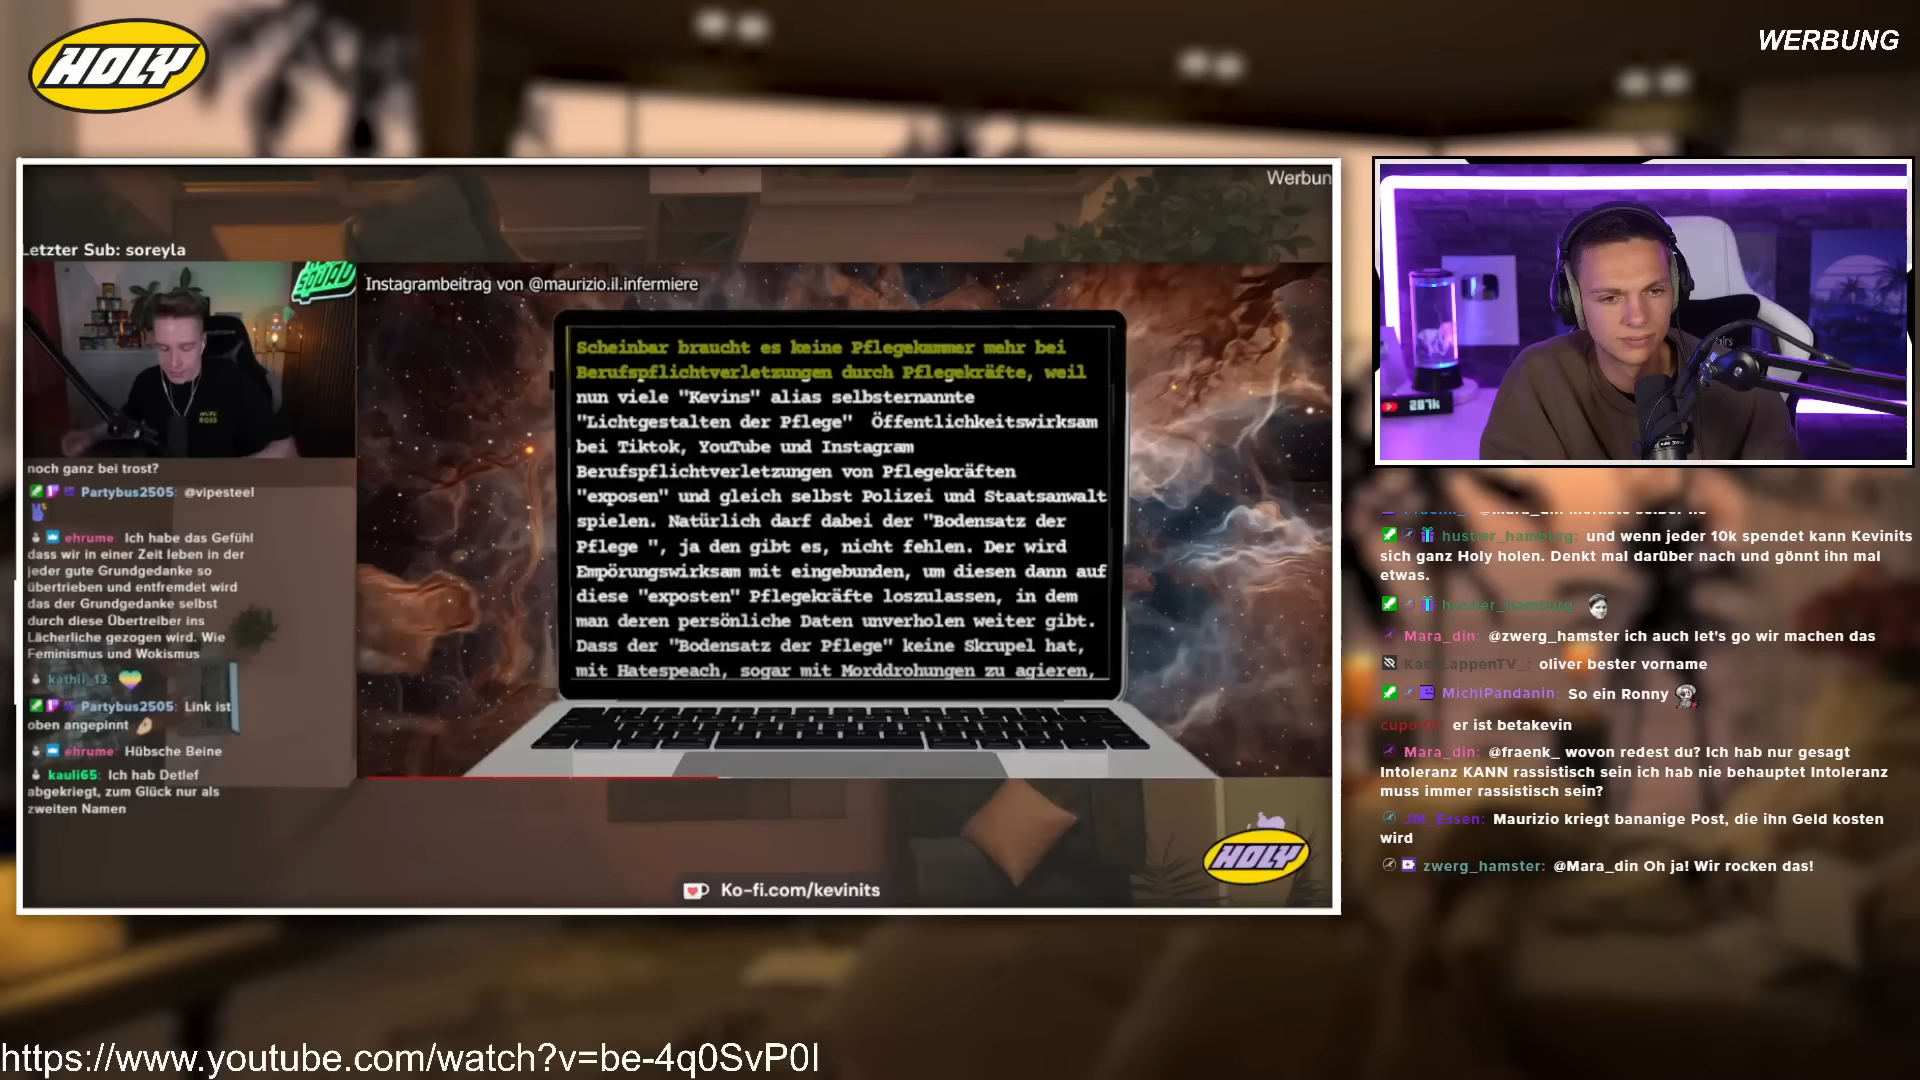 HOLY
WERBUNG
Werbun
Letzter Sub: soreyla
SQUAD
Instagrambeitrag von @maurizio.il.infermiere
Scheinbar braucht es keine Pflegekammer mehr bei
Berufspflichtverletzungen durch Pflegekräfte, weil
nun viele "Kevins" alias selbsternannte
"Lichtgestalten der Pflege" Öffentlichkeitswirksam
bei Tiktok, YouTube und Instagram
Berufspflichtverletzungen von Pflegekräften
"exposen" und gleich selbst Polizei und Staatsanwalt
spielen. Natürlich darf dabei der "Bodensatz der
Pflege ", ja den gibt es, nicht fehlen. Der wird
Empörungswirksam mit eingebunden, um diesen dann auf
diese "exposten" Pflegekräfte loszulassen, in dem
man deren persönliche Daten unverholen weiter gibt.
Dass der "Bodensatz der Pflege" keine Skrupel hat,
mit Hatespeach, sogar mit Morddrohungen zu agieren,
noch ganz bei trost?
Partybus2505: @vipesteel
ehrume: Ich habe das Gefühl
dass wir in einer Zeit leben in der
jeder gute Grundgedanke so
übertrieben und entfremdet wird
das der Grundgedanke selbst
durch diese Übertreiber ins
Lächerliche gezogen wird. Wie
Feminismus und Wokismus
kathii_13:
Partybus2505: Link ist
oben angepinnt
ehrume: Hübsche Beine
kauli65: Ich hab Detlef
abgekriegt, zum Glück nur als
zweiten Namen
HOLY
Ko-fi.com/kevinits
287k
hustler_hamburg: und wenn jeder 10k spendet kann Kevinits
sich ganz Holy holen. Denkt mal darüber nach und gönnt ihn mal
etwas.
hustler_hamburg:
Mara_din: @zwerg_hamster ich auch let's go wir machen das
KackLappenTV_: oliver bester vorname
MichiPandanin: So ein Ronny
er ist betakevin
Mara_din: @fraenk_ wovon redest du? Ich hab nur gesagt
Intoleranz KANN rassistisch sein ich hab nie behauptet Intoleranz
muss immer rassistisch sein?
JM_Essen: Maurizio kriegt bananige Post, die ihn Geld kosten
wird
zwerg_hamster: @Mara_din Oh ja! Wir rocken das!
https://www.youtube.com/watch?v=be-4q0SvP0I